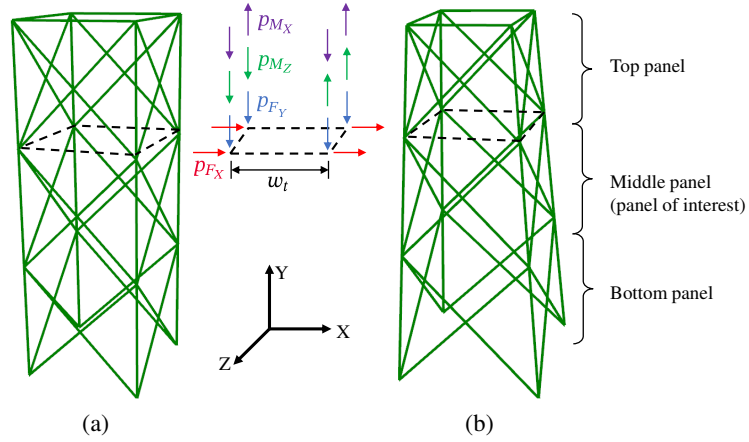 p_{M_X}
p_{M_Z}
p_{F_Y}
p_{F_X}
w_t
Y
X
Z
Top panel
Middle panel
(panel of interest)
Bottom panel
(a)
(b)